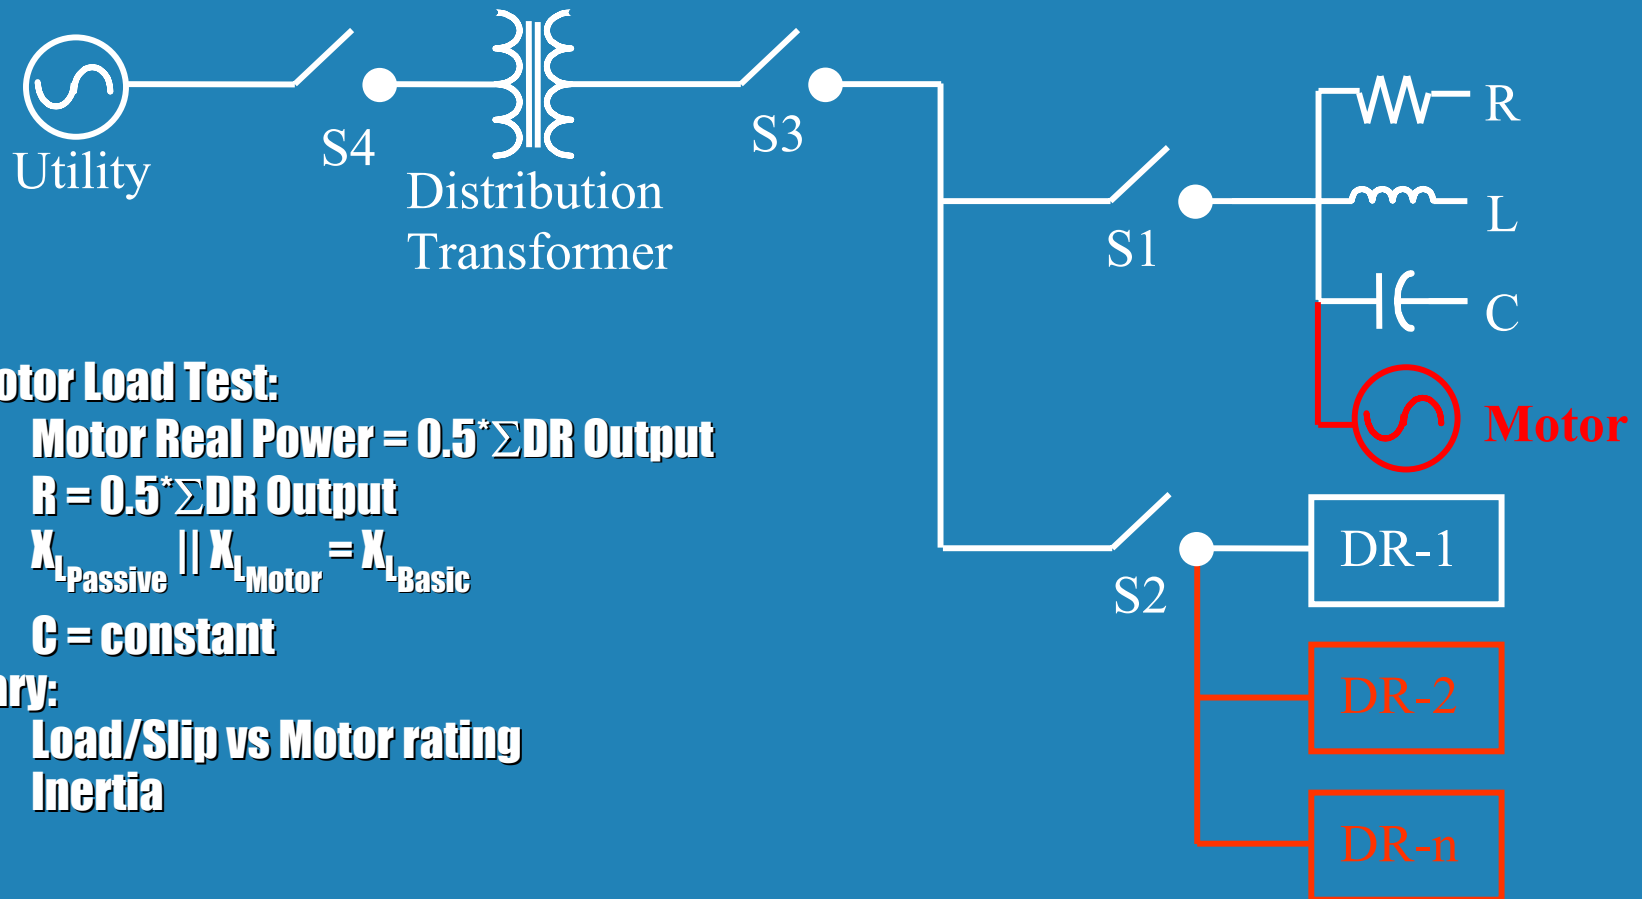 Utility
S4
Distribution
Transformer
S3
S1
R
L
C
Motor
otor Load Test:
Motor Real Power = 0.5*ΣDR Output
R = 0.5*ΣDR Output
XLPassive || XLMotor = XLBasic
C = constant
ary:
Load/Slip vs Motor rating
Inertia
S2
DR-1
DR-2
DR-n